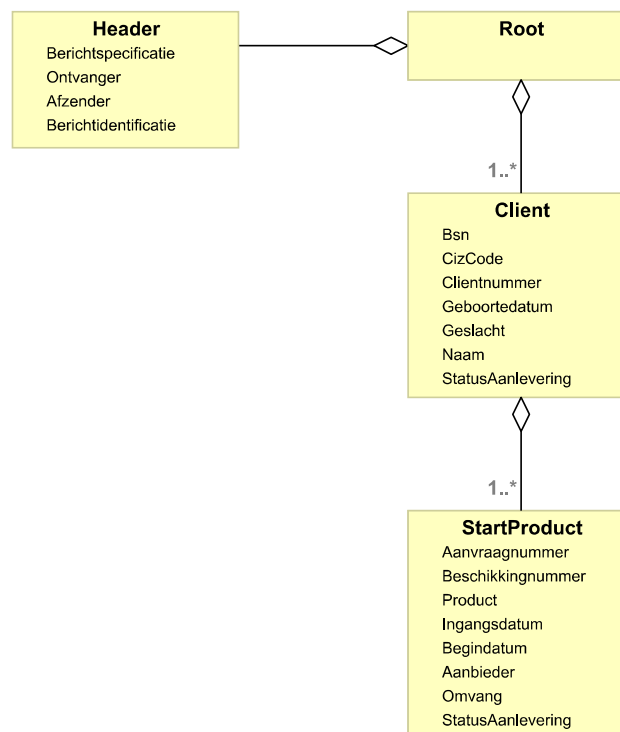 Header
Berichtspecificatie
Ontvanger
Afzender
Berichtidentificatie
Root
1..*
Client
Bsn
CizCode
Clientnummer
Geboortedatum
Geslacht
Naam
StatusAanlevering
1..*
StartProduct
Aanvraagnummer
Beschikkingnummer
Product
Ingangsdatum
Begindatum
Aanbieder
Omvang
StatusAanlevering